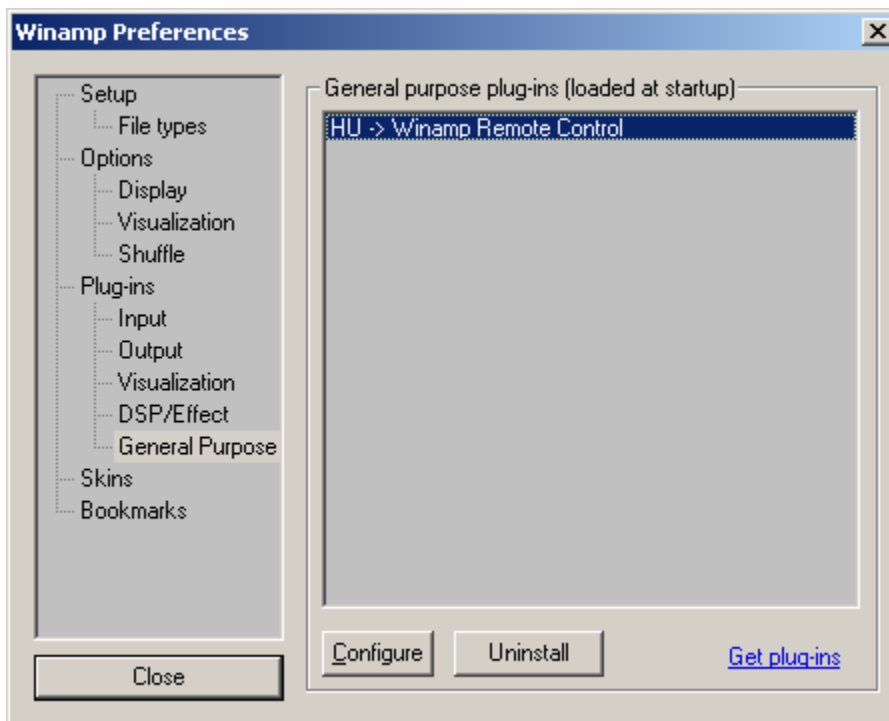 Winamp Preferences
Setup
File types
Options
Display
Visualization
Shuffle
Plug-ins
Input
Output
Visualization
DSP/Effect
General Purpose
Skins
Bookmarks
Close
General purpose plug-ins (loaded at startup)
HU -> Winamp Remote Control
Configure
Uninstall
Get plug-ins